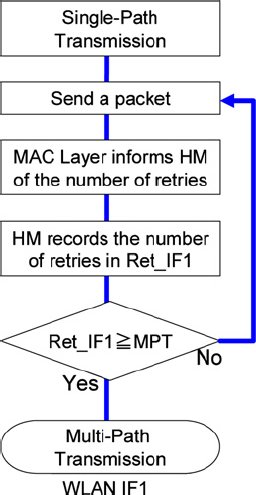 Single-Path
Transmission
Send a packet
MAC Layer informs HM
of the number of retries
HM records the number
of retries in Ret_IF1
Ret_IF1≧MPT
No
Yes
Multi-Path
Transmission
WLAN IF1